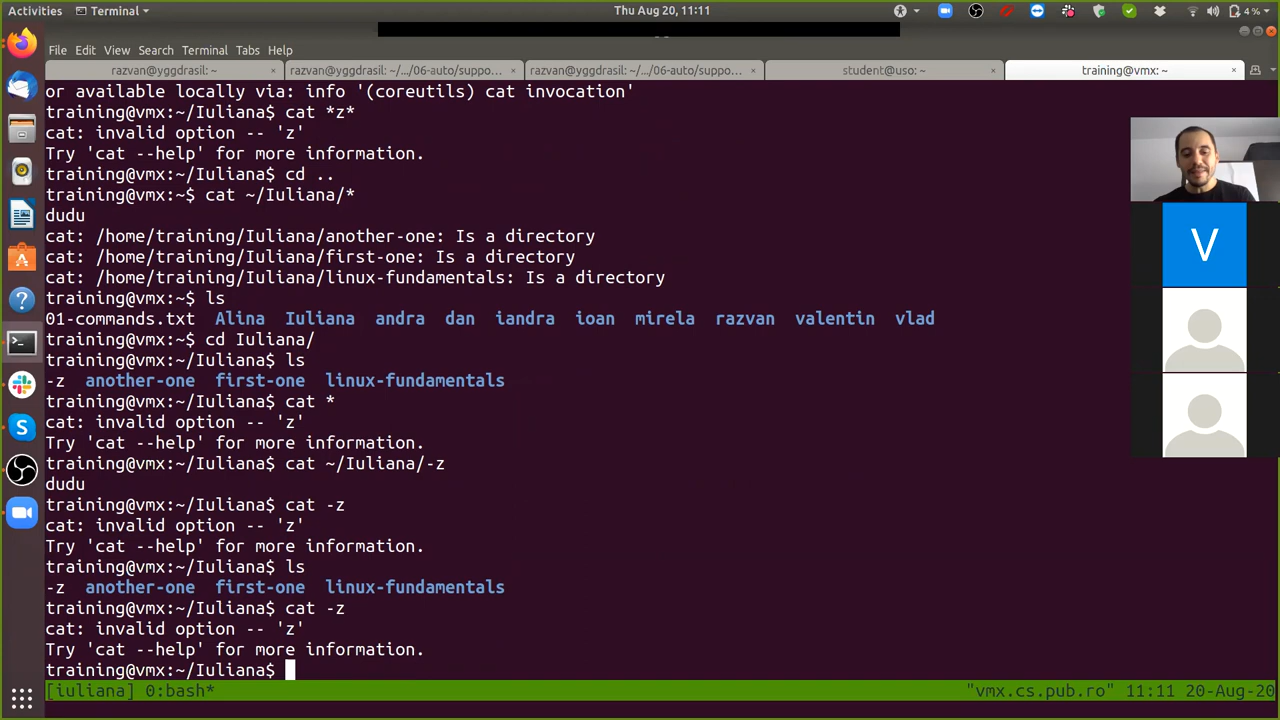 Activities Terminal Thu Aug 20, 11:11 4 %
File Edit View Search Terminal Tabs Help
razvan@yggdrasil: ~ × razvan@yggdrasil: ~/.../06-auto/suppo... × razvan@yggdrasil: ~/.../06-auto/suppo... × student@uso: ~ × training@vmx: ~ ×
or available locally via: info '(coreutils) cat invocation'
training@vmx:~/Iuliana$ cat *z*
cat: invalid option -- 'z'
Try 'cat --help' for more information.
training@vmx:~/Iuliana$ cd ..
training@vmx:~$ cat ~/Iuliana/*
dudu
cat: /home/training/Iuliana/another-one: Is a directory
cat: /home/training/Iuliana/first-one: Is a directory
cat: /home/training/Iuliana/linux-fundamentals: Is a directory
training@vmx:~$ ls
01-commands.txt Alina Iuliana andra dan iandra ioan mirela razvan valentin vlad
training@vmx:~$ cd Iuliana/
training@vmx:~/Iuliana$ ls
-z another-one first-one linux-fundamentals
training@vmx:~/Iuliana$ cat *
cat: invalid option -- 'z'
Try 'cat --help' for more information.
training@vmx:~/Iuliana$ cat ~/Iuliana/-z
dudu
training@vmx:~/Iuliana$ cat -z
cat: invalid option -- 'z'
Try 'cat --help' for more information.
training@vmx:~/Iuliana$ ls
-z another-one first-one linux-fundamentals
training@vmx:~/Iuliana$ cat -z
cat: invalid option -- 'z'
Try 'cat --help' for more information.
training@vmx:~/Iuliana$
[iuliana] 0:bash* "vmx.cs.pub.ro" 11:11 20-Aug-20
V
S